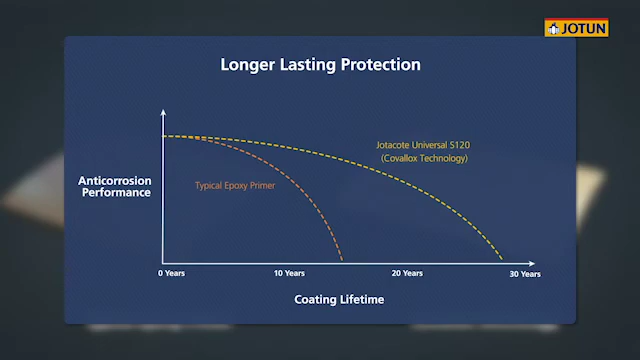 JOTUN
Longer Lasting Protection
Jotacote Universal S120
(Covallox Technology)
Anticorrosion
Performance
Typical Epoxy Primer
0 Years
10 Years
20 Years
30 Years
Coating Lifetime